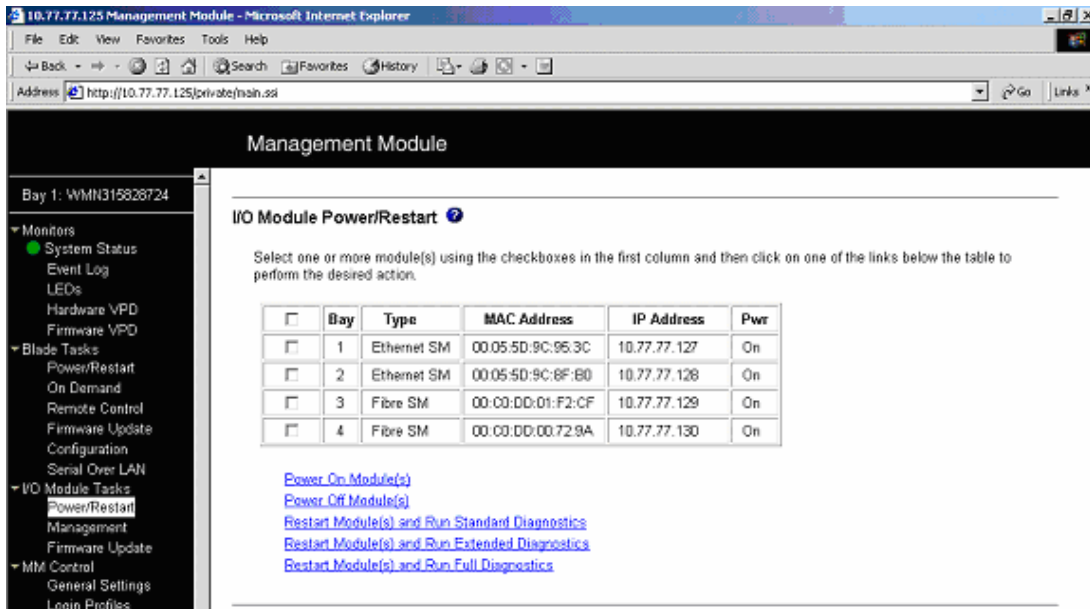 10.77.77.125 Management Module - Microsoft Internet Explorer
File Edit View Favorites Tools Help
Back Search Favorites History
Address http://10.77.77.125/private/main.ssi Go Links
Management Module
Bay 1: WMN315828724
Monitors
System Status
Event Log
LEDs
Hardware VPD
Firmware VPD
Blade Tasks
Power/Restart
On Demand
Remote Control
Firmware Update
Configuration
Serial Over LAN
I/O Module Tasks
Power/Restart
Management
Firmware Update
MM Control
General Settings
Login Profiles
I/O Module Power/Restart ?
Select one or more module(s) using the checkboxes in the first column and then click on one of the links below the table to
perform the desired action.
Bay Type MAC Address IP Address Pwr
1 Ethernet SM 00:05:5D:9C:95:3C 10.77.77.127 On
2 Ethernet SM 00:05:5D:9C:8F:B0 10.77.77.128 On
3 Fibre SM 00:C0:DD:01:F2:CF 10.77.77.129 On
4 Fibre SM 00:C0:DD:00:72:9A 10.77.77.130 On
Power On Module(s)
Power Off Module(s)
Restart Module(s) and Run Standard Diagnostics
Restart Module(s) and Run Extended Diagnostics
Restart Module(s) and Run Full Diagnostics